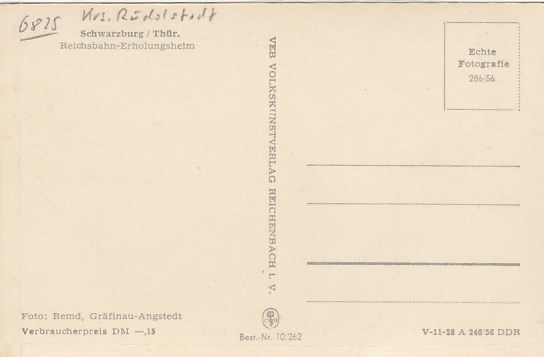 6825 Krs. Rudolstadt
Schwarzburg / Thür.
Reichsbahn-Erholungsheim
VEB VOLKSKUNSTVERLAG REICHENBACH I. V.
Echte
Fotografie
286/56
Foto: Remd, Gräfinau-Angstedt
Verbraucherpreis DM —,15
Best.-Nr. 10/262
V-11-28 A 246/56 DDR